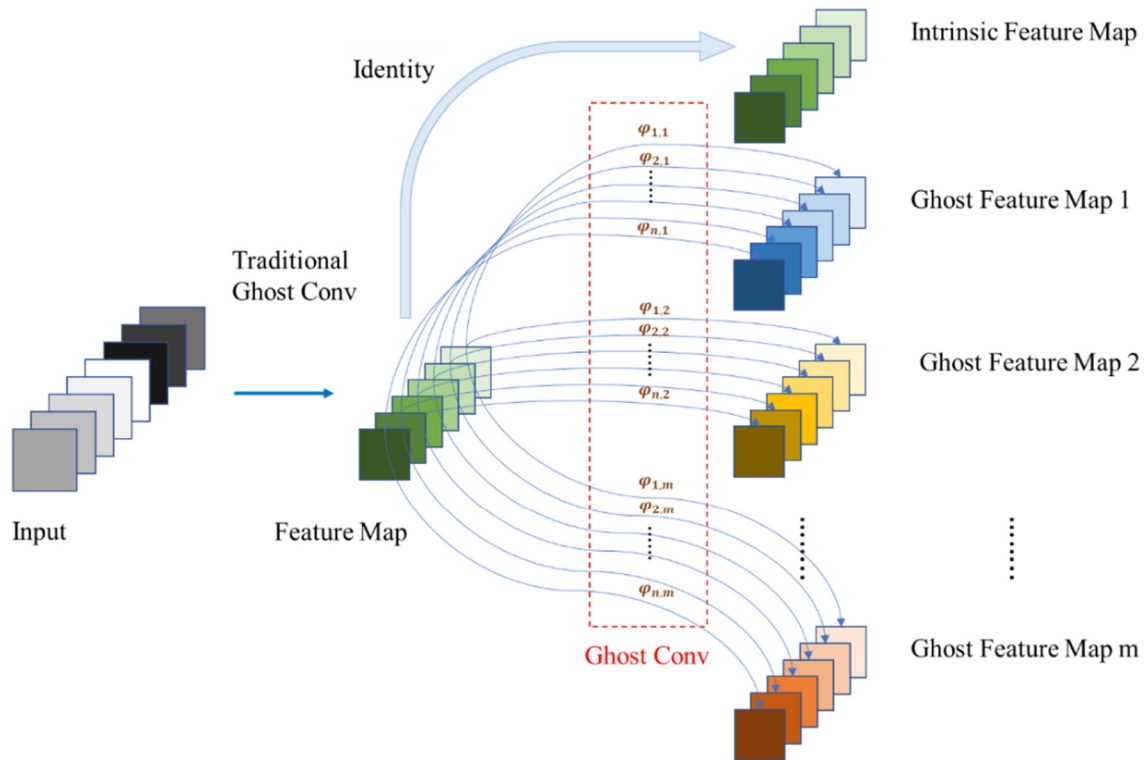 Intrinsic Feature Map
Identity
φ1,1
φ2,1
Ghost Feature Map 1
φn,1
Traditional
Ghost Conv
φ1,2
φ2,2
Ghost Feature Map 2
φn,2
φ1,m
φ2,m
Input
Feature Map
φn,m
Ghost Conv
Ghost Feature Map m